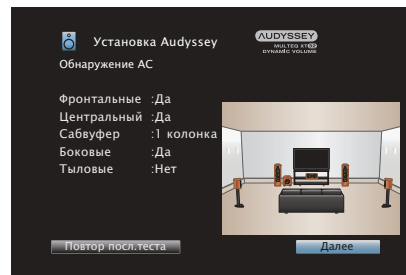 Установка Audyssey
AUDYSSEY
MULTEQ XT32
DYNAMIC VOLUME
Обнаружение АС
Фронтальные :Да
Центральный :Да
Сабвуфер :1 колонка
Боковые :Да
Тыловые :Нет
Повтор посл.теста
Далее